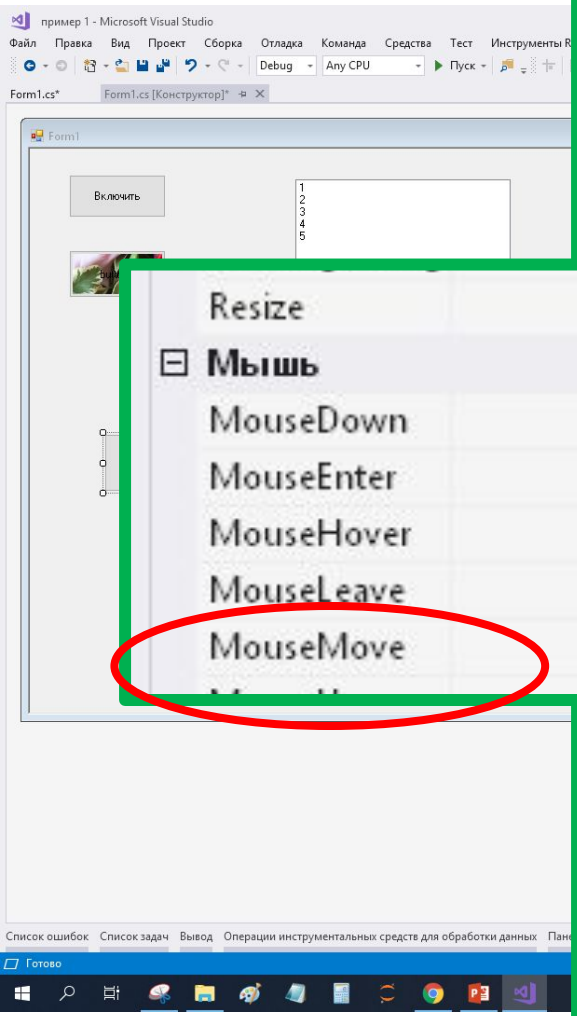 пример 1 - Microsoft Visual Studio
Файл Правка Вид Проект Сборка Отладка Команда Средства Тест Инструменты R
Debug Any CPU Пуск
Form1.cs* Form1.cs [Конструктор]*
Form1
Включить
1
2
3
4
5
Resize
Мышь
MouseDown
MouseEnter
MouseHover
MouseLeave
MouseMove
Список ошибок Список задач Вывод Операции инструментальных средств для обработки данных Пане
Готово